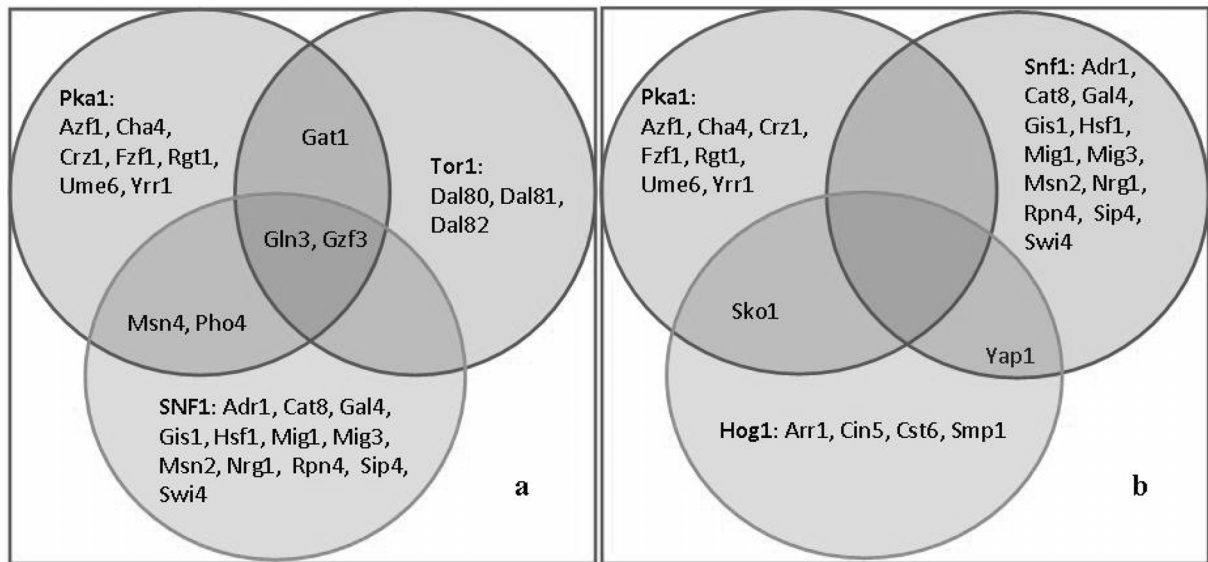 Pka1:
Azf1, Cha4,
Crz1, Fzf1, Rgt1,
Ume6, Yrr1
Gat1
Tor1:
Dal80, Dal81,
Dal82
Gln3, Gzf3
Msn4, Pho4
SNF1: Adr1, Cat8, Gal4,
Gis1, Hsf1, Mig1, Mig3,
Msn2, Nrg1, Rpn4, Sip4,
Swi4
a
Pka1:
Azf1, Cha4, Crz1,
Fzf1, Rgt1,
Ume6, Yrr1
Snf1: Adr1,
Cat8, Gal4,
Gis1, Hsf1,
Mig1, Mig3,
Msn2, Nrg1,
Rpn4, Sip4,
Swi4
Sko1
Yap1
Hog1: Arr1, Cin5, Cst6, Smp1
b